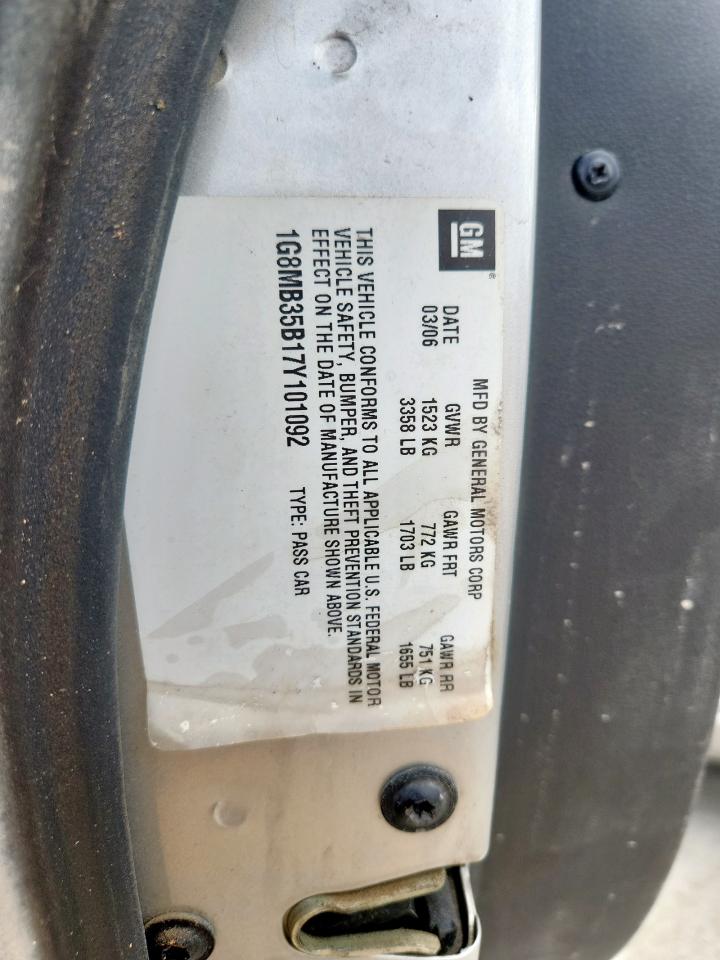 GM
MFD BY GENERAL MOTORS CORP
DATE GVWR GAWR FRT GAWR RR
03/06 1523 KG 772 KG 751 KG
3358 LB 1703 LB 1655 LB
THIS VEHICLE CONFORMS TO ALL APPLICABLE U.S. FEDERAL MOTOR
VEHICLE SAFETY, BUMPER, AND THEFT PREVENTION STANDARDS IN
EFFECT ON THE DATE OF MANUFACTURE SHOWN ABOVE.
1G8MB35B17Y101092 TYPE: PASS CAR